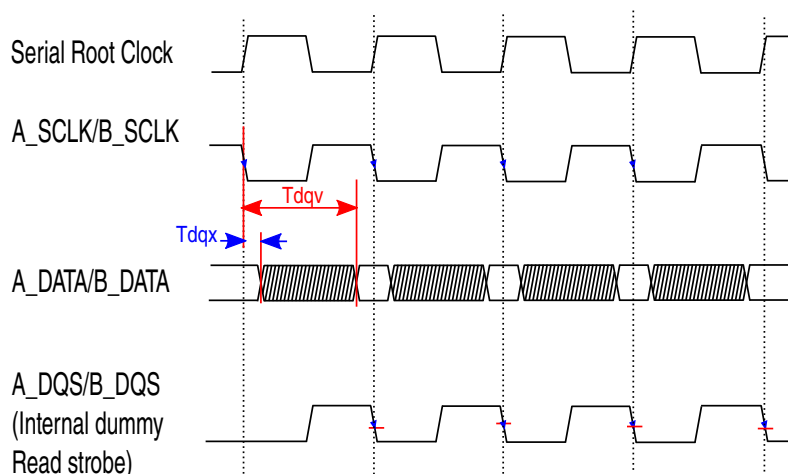 Serial Root Clock
A_SCLK/B_SCLK
Tdqv
Tdqx
A_DATA/B_DATA
A_DQS/B_DQS
(Internal dummy
Read strobe)